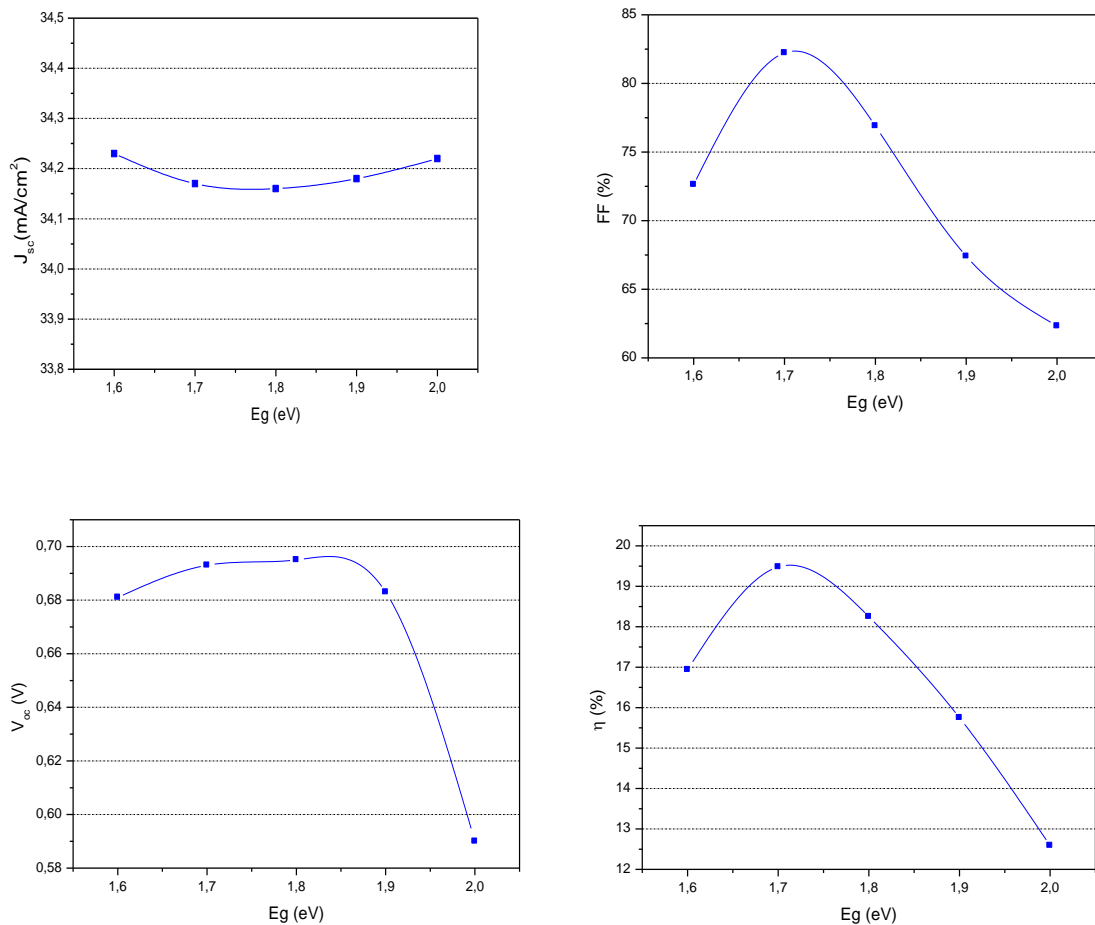 34,5
34,4
34,3
34,2
34,1
34,0
33,9
33,8
J_sc (mA/cm²)
1,6 1,7 1,8 1,9 2,0
Eg (eV)
85
80
75
70
65
60
FF (%)
1,6 1,7 1,8 1,9 2,0
Eg (eV)
0,70
0,68
0,66
0,64
0,62
0,60
0,58
V_oc (V)
1,6 1,7 1,8 1,9 2,0
Eg (eV)
20
19
18
17
16
15
14
13
12
η (%)
1,6 1,7 1,8 1,9 2,0
Eg (eV)